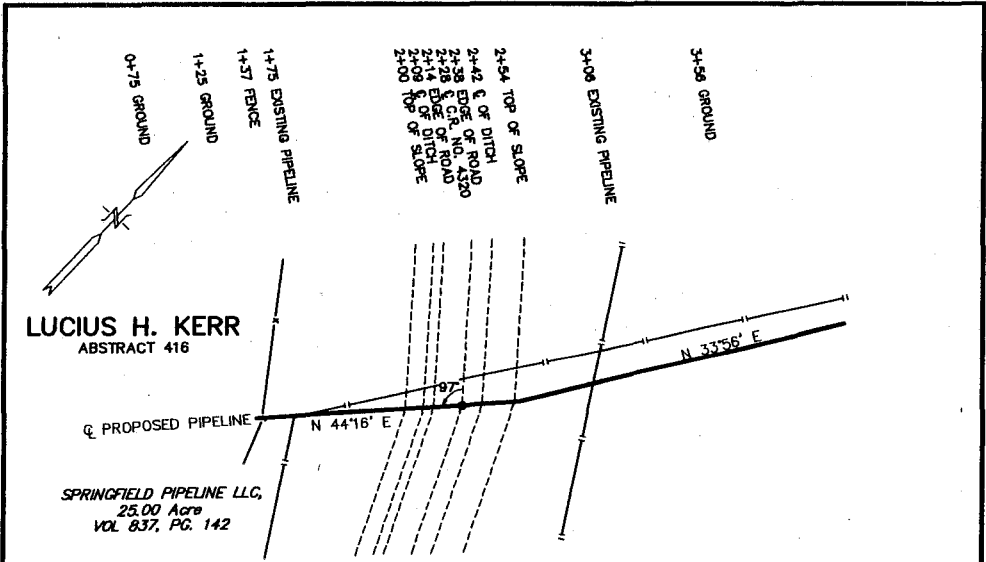 0+75 GROUND
1+25 GROUND
1+37 FENCE
1+75 EXISTING PIPELINE
2+00 TOP OF SLOPE
2+09 ℄ OF DITCH
2+14 EDGE OF ROAD
2+28 ℄ C.R. NO. 4320
2+38 EDGE OF ROAD
2+42 ℄ OF DITCH
2+54 TOP OF SLOPE
3+06 EXISTING PIPELINE
3+56 GROUND
N
LUCIUS H. KERR
ABSTRACT 416
97°
N 33°56' E
℄ PROPOSED PIPELINE
N 44°16' E
SPRINGFIELD PIPELINE LLC,
25.00 Acre
VOL 837, PG. 142